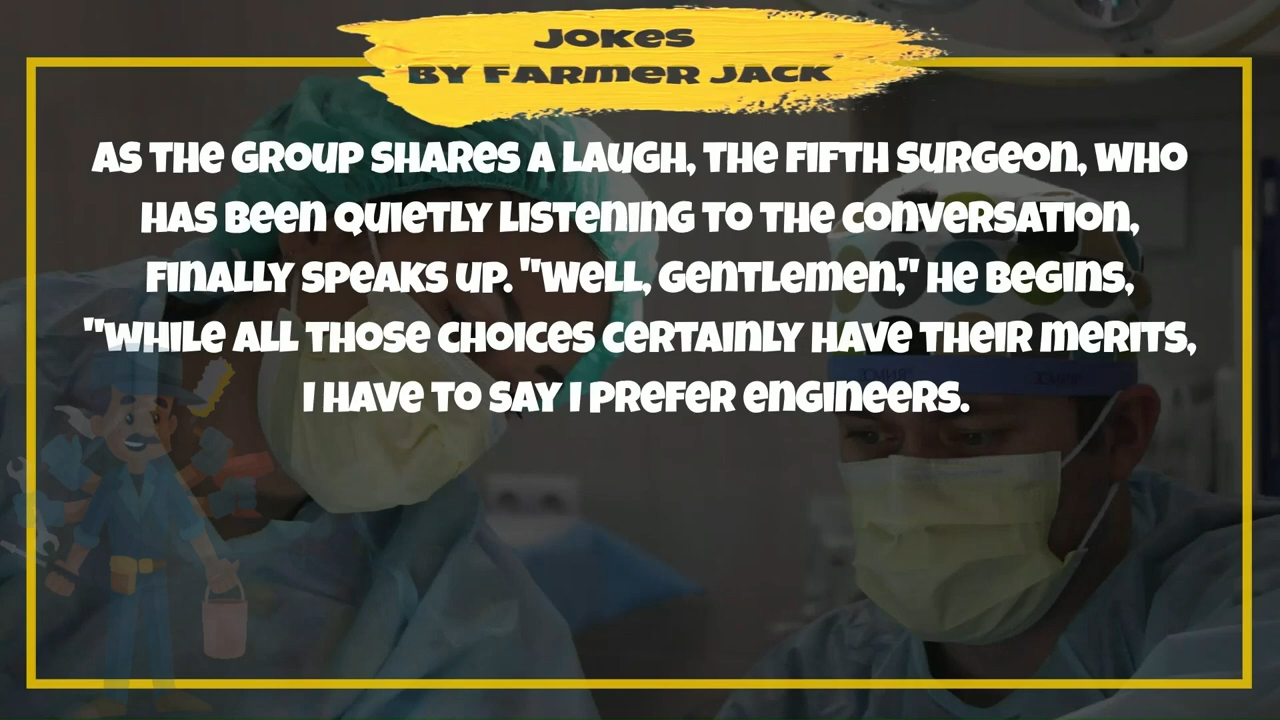 JOKES
BY FARMER JACK
AS THE GROUP SHARES A LAUGH, THE FIFTH SURGEON, WHO
HAS BEEN QUIETLY LISTENING TO THE CONVERSATION,
FINALLY SPEAKS UP. "WELL, GENTLEMEN," HE BEGINS,
"WHILE ALL THOSE CHOICES CERTAINLY HAVE THEIR MERITS,
I HAVE TO SAY I PREFER ENGINEERS.